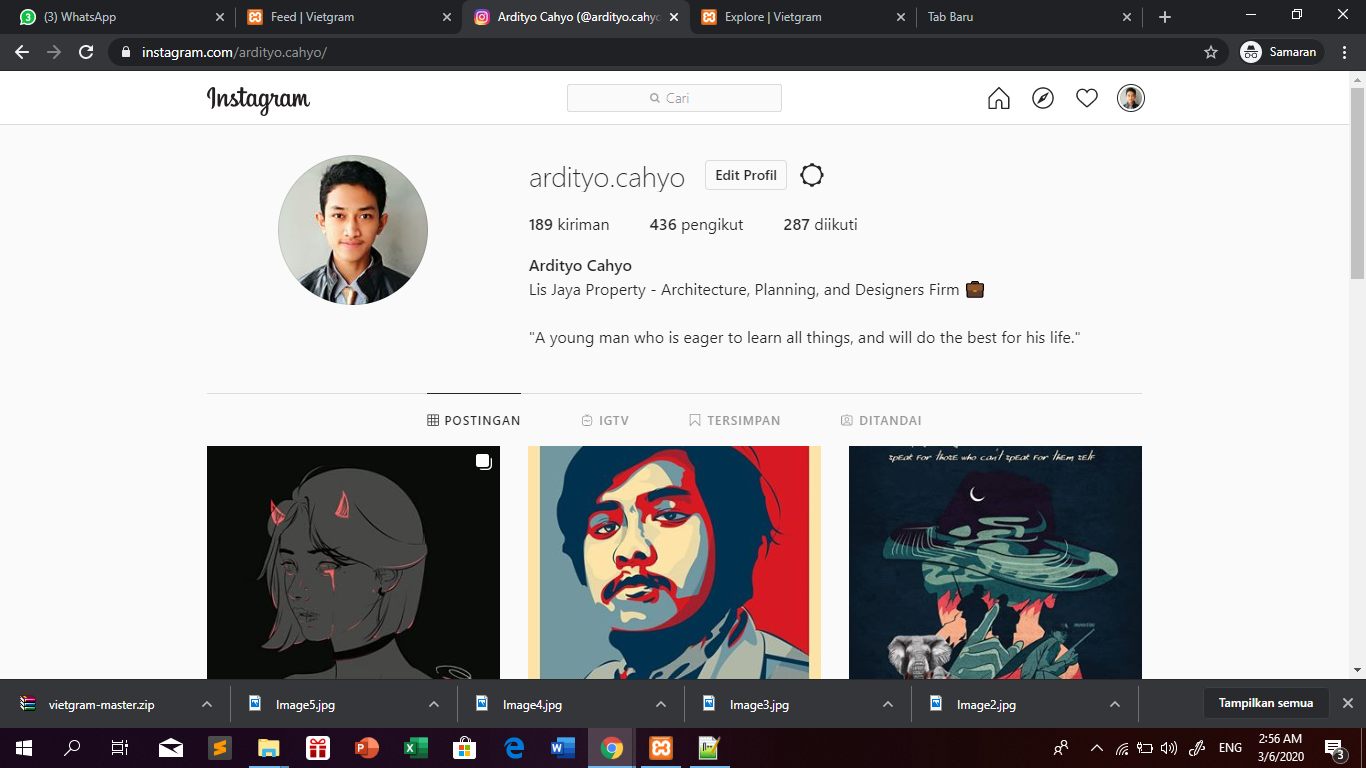 (3) WhatsApp
Feed | Vietgram
Ardityo Cahyo (@ardityo.cahyo
Explore | Vietgram
Tab Baru
instagram.com/ardityo.cahyo/
Samaran
Instagram
Cari
ardityo.cahyo
Edit Profil
189 kiriman
436 pengikut
287 diikuti
Ardityo Cahyo
Lis Jaya Property - Architecture, Planning, and Designers Firm
"A young man who is eager to learn all things, and will do the best for his life."
POSTINGAN
IGTV
TERSIMPAN
DITANDAI
SPEAK FOR THOSE WHO CAN'T SPEAK FOR THEM SELF
vietgram-master.zip
Image5.jpg
Image4.jpg
Image3.jpg
Image2.jpg
Tampilkan semua
ENG
2:56 AM
3/6/2020
3